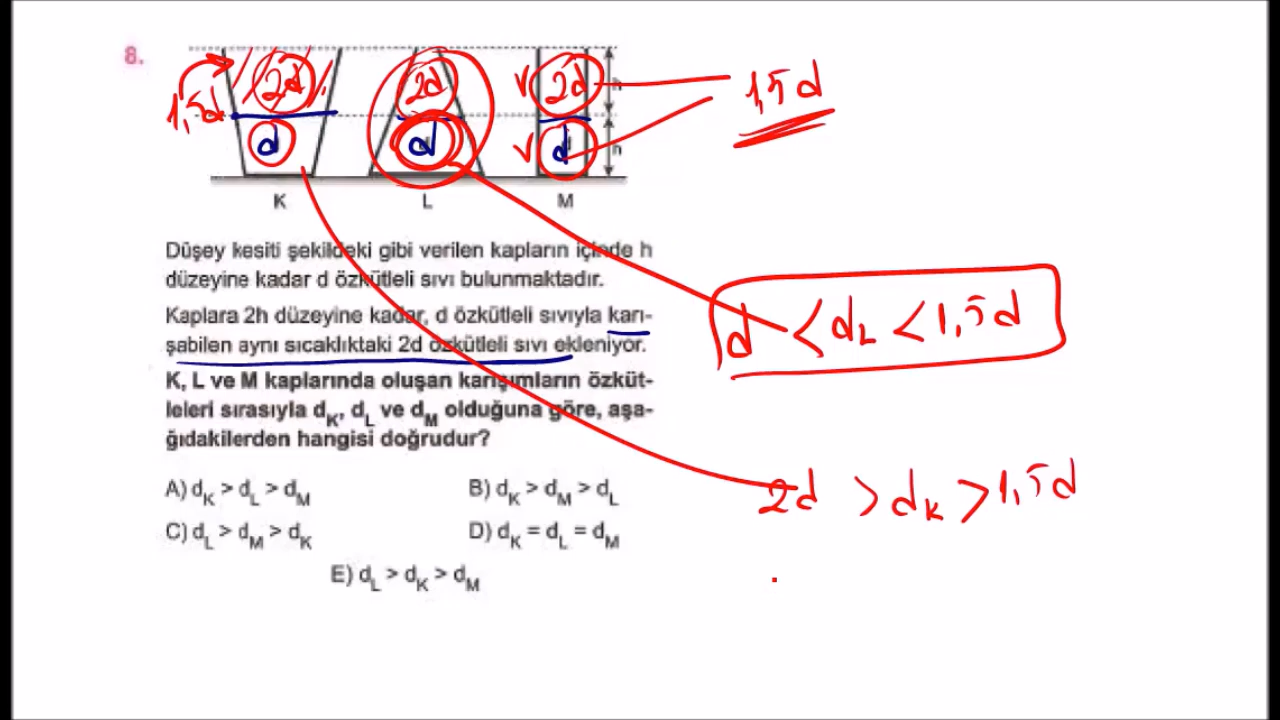 8.
2d 2d v 2d 1,5d
1,5d
d d v d
h
h
K L M
Düşey kesiti şekildeki gibi verilen kapların içinde h
düzeyine kadar d özkütleli sıvı bulunmaktadır.
Kaplara 2h düzeyine kadar, d özkütleli sıvıyla karı-
şabilen aynı sıcaklıktaki 2d özkütleli sıvı ekleniyor.
d < dL < 1,5d
K, L ve M kaplarında oluşan karışımların özküt-
leleri sırasıyla dK, dL ve dM olduğuna göre, aşa-
ğıdakilerden hangisi doğrudur?
A) dK > dL > dM B) dK > dM > dL
2d > dK > 1,5d
C) dL > dM > dK D) dK = dL = dM
E) dL > dK > dM